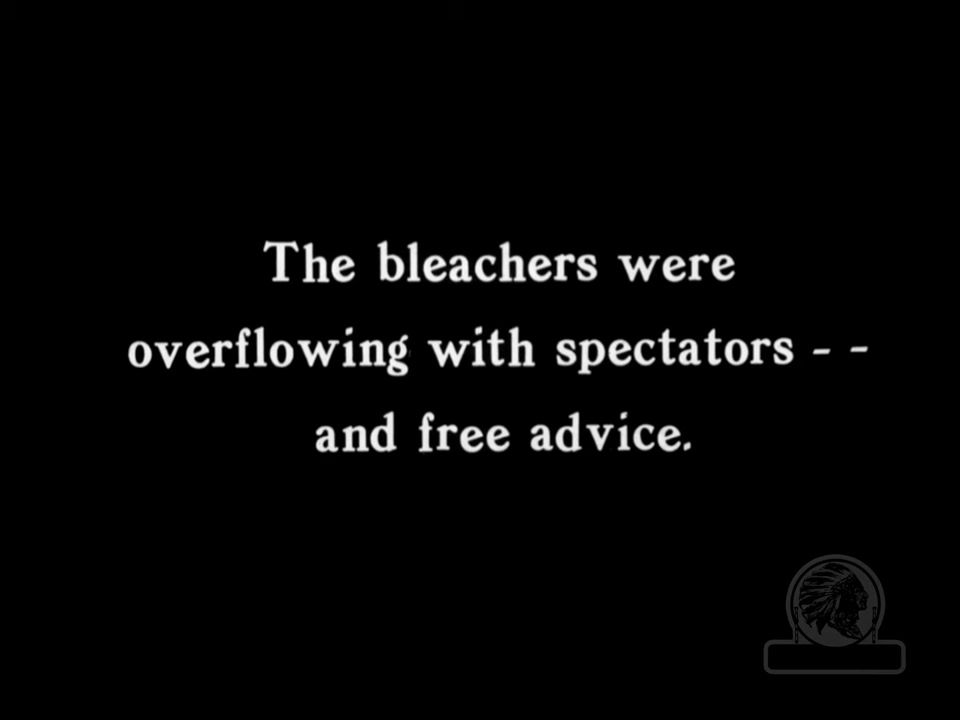 The bleachers were
overflowing with spectators - -
and free advice.